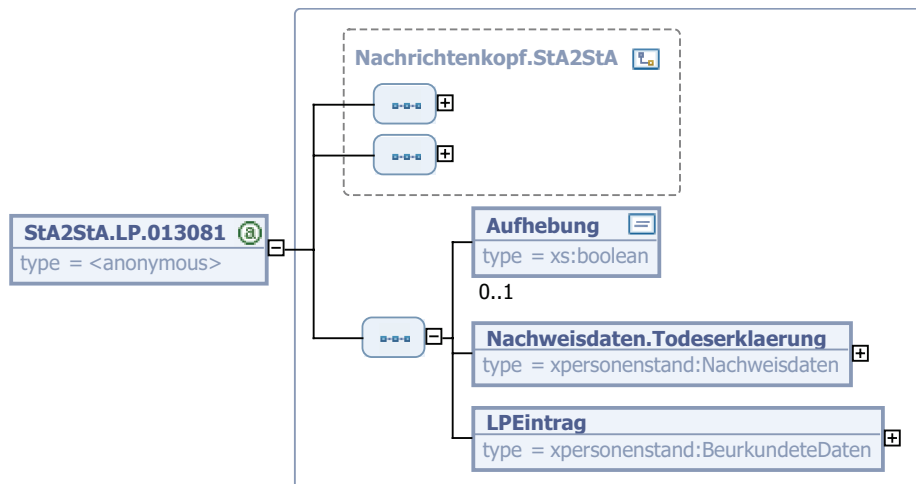 Nachrichtenkopf.StA2StA
StA2StA.LP.013081 @
type = <anonymous>
Aufhebung
type = xs:boolean
0..1
Nachweisdaten.Todeserklaerung
type = xpersonenstand:Nachweisdaten
LPEintrag
type = xpersonenstand:BeurkundeteDaten